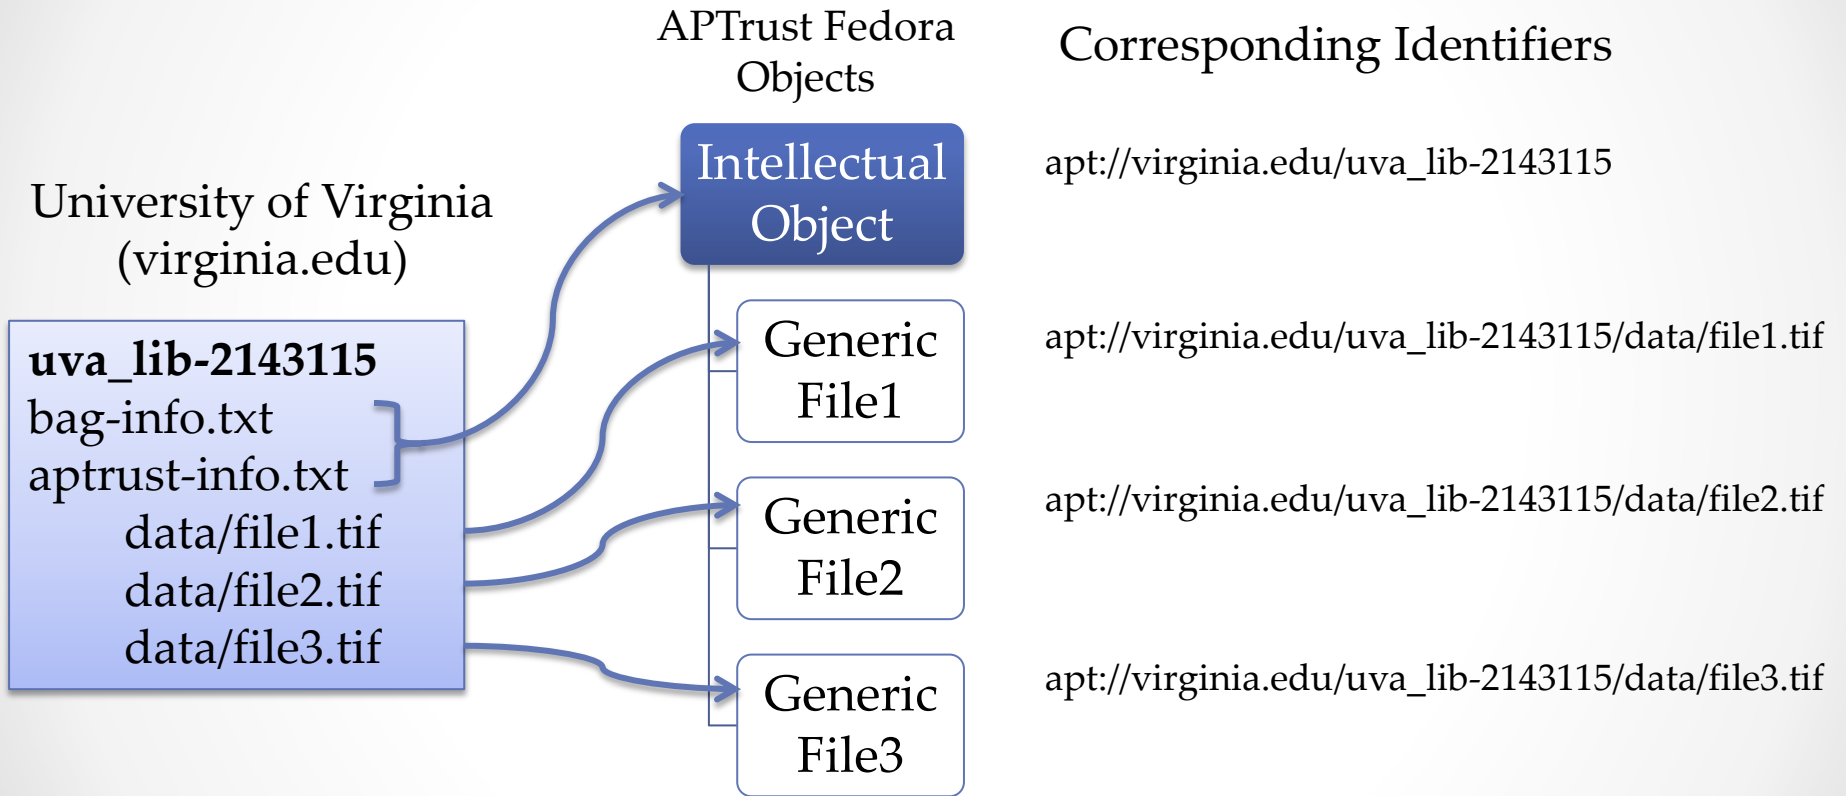 APTrust Fedora
Objects
Corresponding Identifiers
University of Virginia
(virginia.edu)
uva_lib-2143115
bag-info.txt
aptrust-info.txt
data/file1.tif
data/file2.tif
data/file3.tif
Intellectual
Object
apt://virginia.edu/uva_lib-2143115
Generic
File1
apt://virginia.edu/uva_lib-2143115/data/file1.tif
Generic
File2
apt://virginia.edu/uva_lib-2143115/data/file2.tif
Generic
File3
apt://virginia.edu/uva_lib-2143115/data/file3.tif